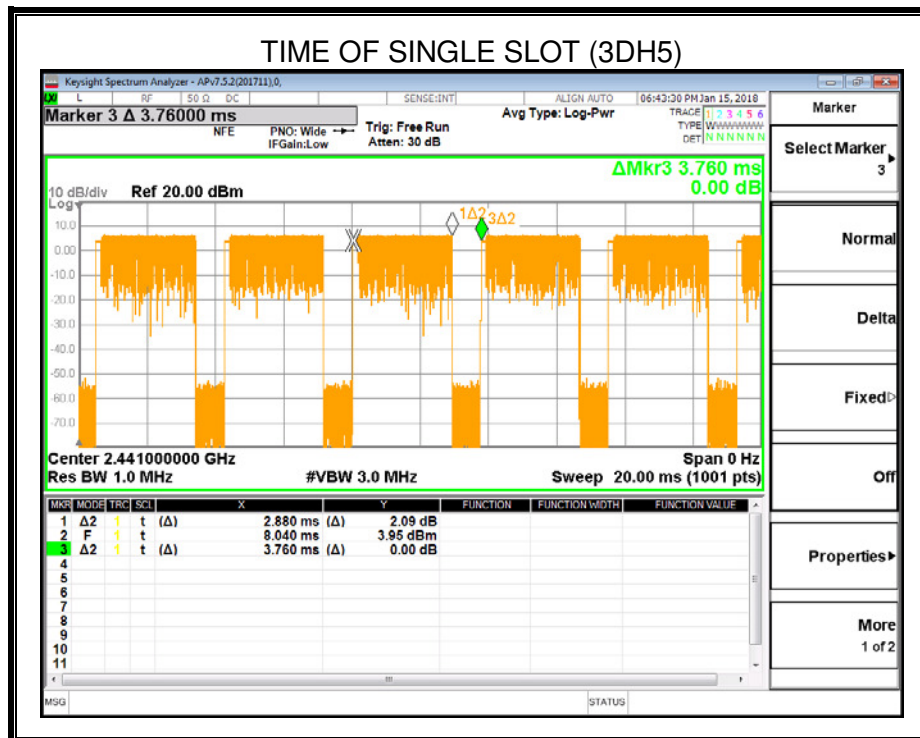 TIME OF SINGLE SLOT (3DH5)
Keysight Spectrum Analyzer - APv7.5.2(201711),0,
L RF 50 Ω DC SENSE:INT ALIGN AUTO 06:43:30 PM Jan 15, 2018
Marker 3 Δ 3.76000 ms
NFE PNO: Wide Trig: Free Run Avg Type: Log-Pwr TRACE 1 2 3 4 5 6
IFGain:Low Atten: 30 dB TYPE WWWWWW
DET N N N N N N
ΔMkr3 3.760 ms
0.00 dB
10 dB/div Ref 20.00 dBm
Log
1Δ2 3Δ2
10.0
0.00
-10.0
-20.0
-30.0
-40.0
-50.0
-60.0
-70.0
Center 2.441000000 GHz Span 0 Hz
Res BW 1.0 MHz #VBW 3.0 MHz Sweep 20.00 ms (1001 pts)
MKR MODE TRC SCL X Y FUNCTION FUNCTION WIDTH FUNCTION VALUE
1 Δ2 1 t (Δ) 2.880 ms (Δ) 2.09 dB
2 F 1 t 8.040 ms 3.95 dBm
3 Δ2 1 t (Δ) 3.760 ms (Δ) 0.00 dB
4
5
6
7
8
9
10
11
MSG STATUS
Marker
Select Marker
3
Normal
Delta
Fixed
Off
Properties
More
1 of 2